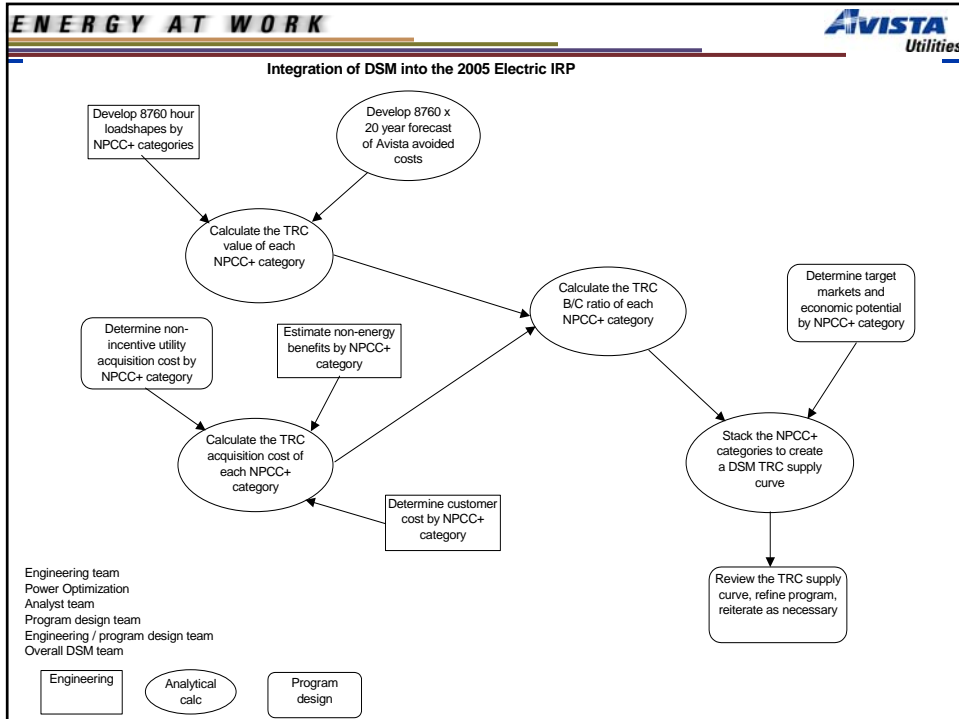 ENERGY AT WORK
AVISTA
Utilities
Integration of DSM into the 2005 Electric IRP
Develop 8760 hour
loadshapes by
NPCC+ categories
Develop 8760 x
20 year forecast
of Avista avoided
costs
Calculate the TRC
value of each
NPCC+ category
Calculate the TRC
B/C ratio of each
NPCC+ category
Determine target
markets and
economic potential
by NPCC+ category
Determine non-
incentive utility
acquisition cost by
NPCC+ category
Estimate non-energy
benefits by NPCC+
category
Calculate the TRC
acquisition cost of
each NPCC+
category
Stack the NPCC+
categories to create
a DSM TRC supply
curve
Determine customer
cost by NPCC+
category
Review the TRC supply
curve, refine program,
reiterate as necessary
Engineering team
Power Optimization
Analyst team
Program design team
Engineering / program design team
Overall DSM team
Engineering
Analytical
calc
Program
design